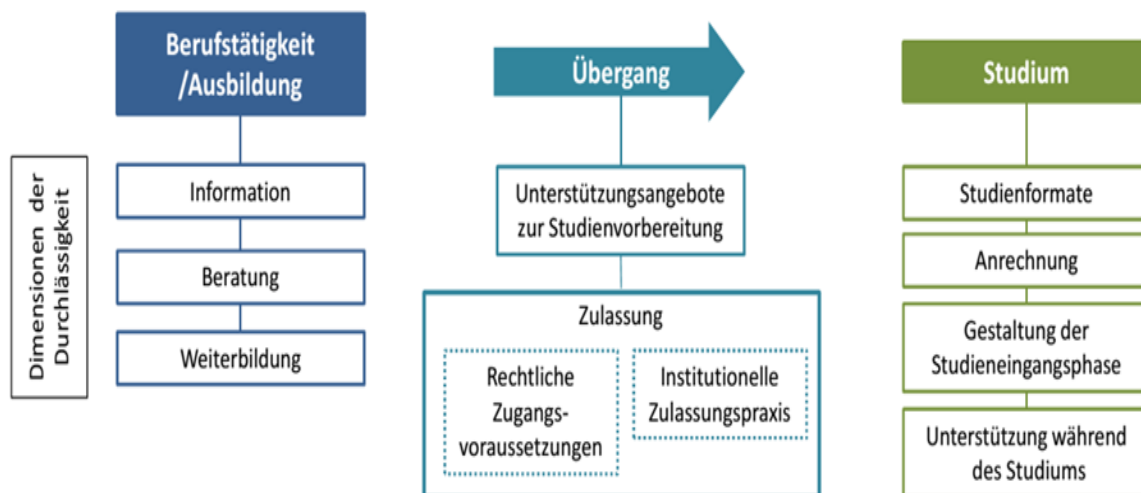 Berufstätigkeit
/Ausbildung
Übergang
Studium
Dimensionen der
Durchlässigkeit
Information
Beratung
Weiterbildung
Unterstützungsangebote
zur Studienvorbereitung
Zulassung
Rechtliche
Zugangs-
voraussetzungen
Institutionelle
Zulassungspraxis
Studienformate
Anrechnung
Gestaltung der
Studieneingangsphase
Unterstützung während
des Studiums